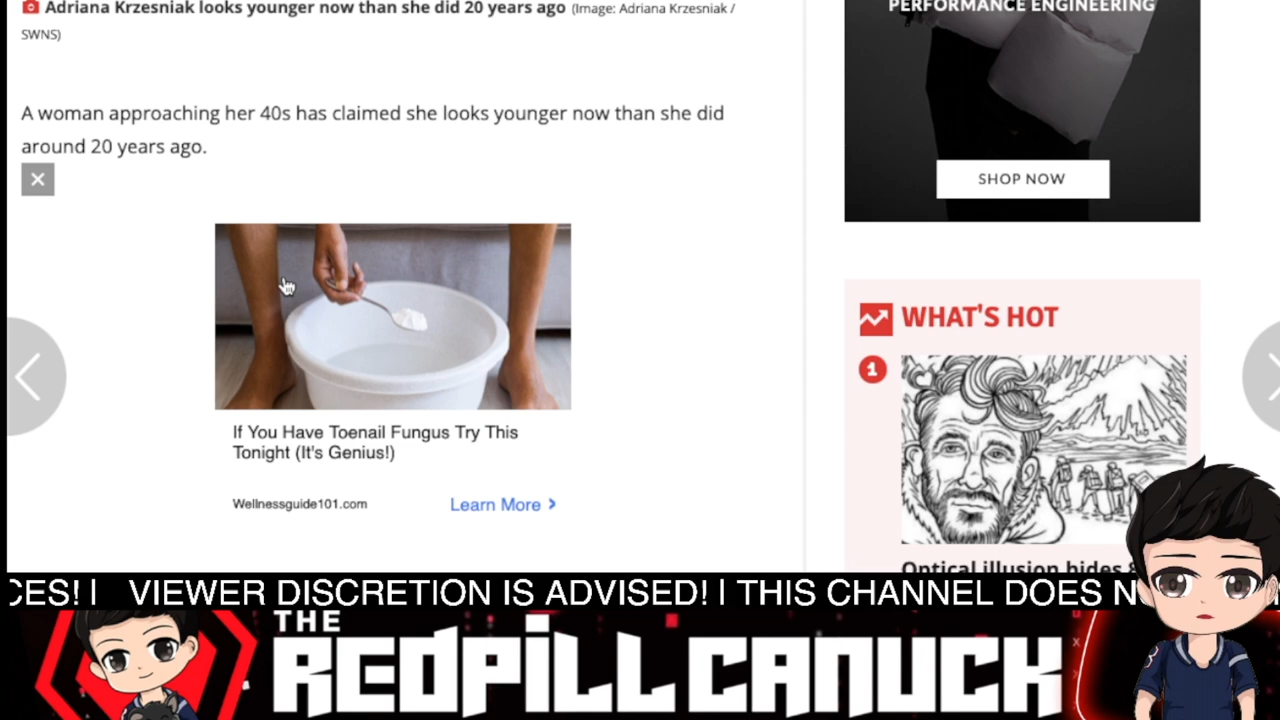 Adriana Krzesniak looks younger now than she did 20 years ago (Image: Adriana Krzesniak /
SWNS)
A woman approaching her 40s has claimed she looks younger now than she did
around 20 years ago.
If You Have Toenail Fungus Try This
Tonight (It's Genius!)
Wellnessguide101.com
Learn More
PERFORMANCE ENGINEERING
SHOP NOW
WHAT'S HOT
1
Optical illusion hides
CES! | VIEWER DISCRETION IS ADVISED! | THIS CHANNEL DOES N
THE
REDPILL CANUCK